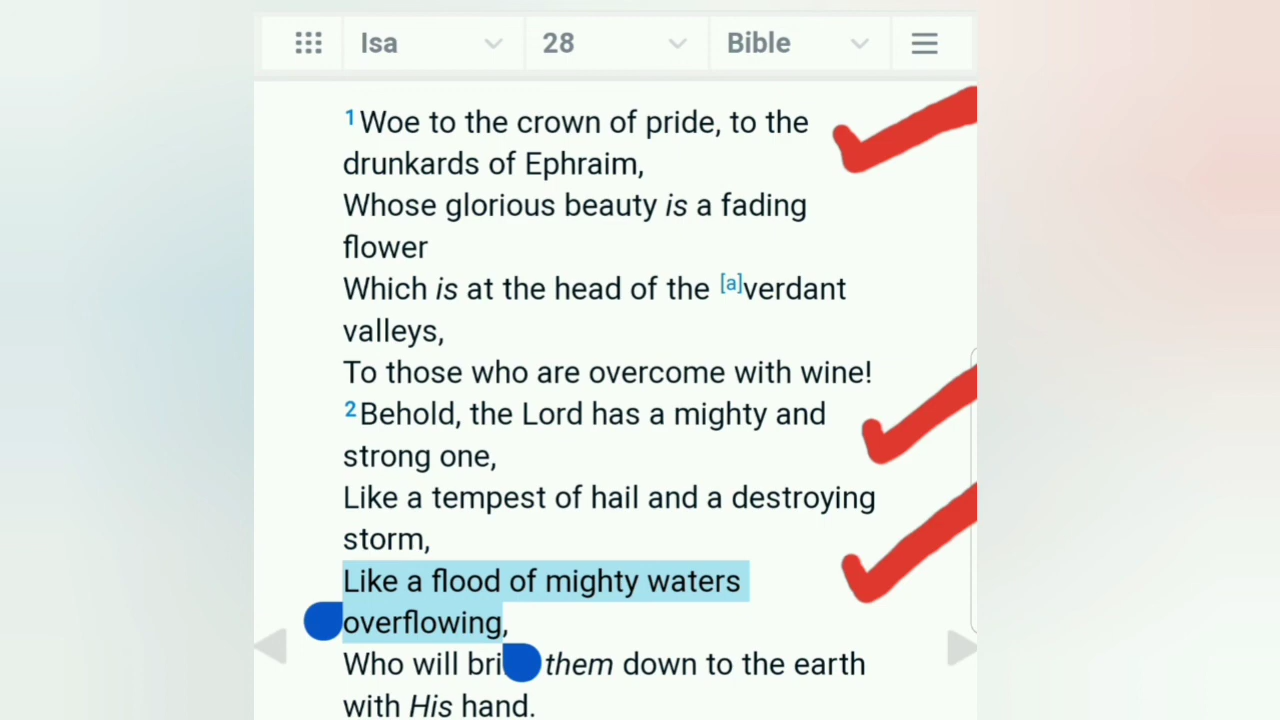 Isa 28 Bible
1 Woe to the crown of pride, to the
drunkards of Ephraim,
Whose glorious beauty is a fading
flower
Which is at the head of the [a]verdant
valleys,
To those who are overcome with wine!
2 Behold, the Lord has a mighty and
strong one,
Like a tempest of hail and a destroying
storm,
Like a flood of mighty waters
overflowing,
Who will bri them down to the earth
with His hand.